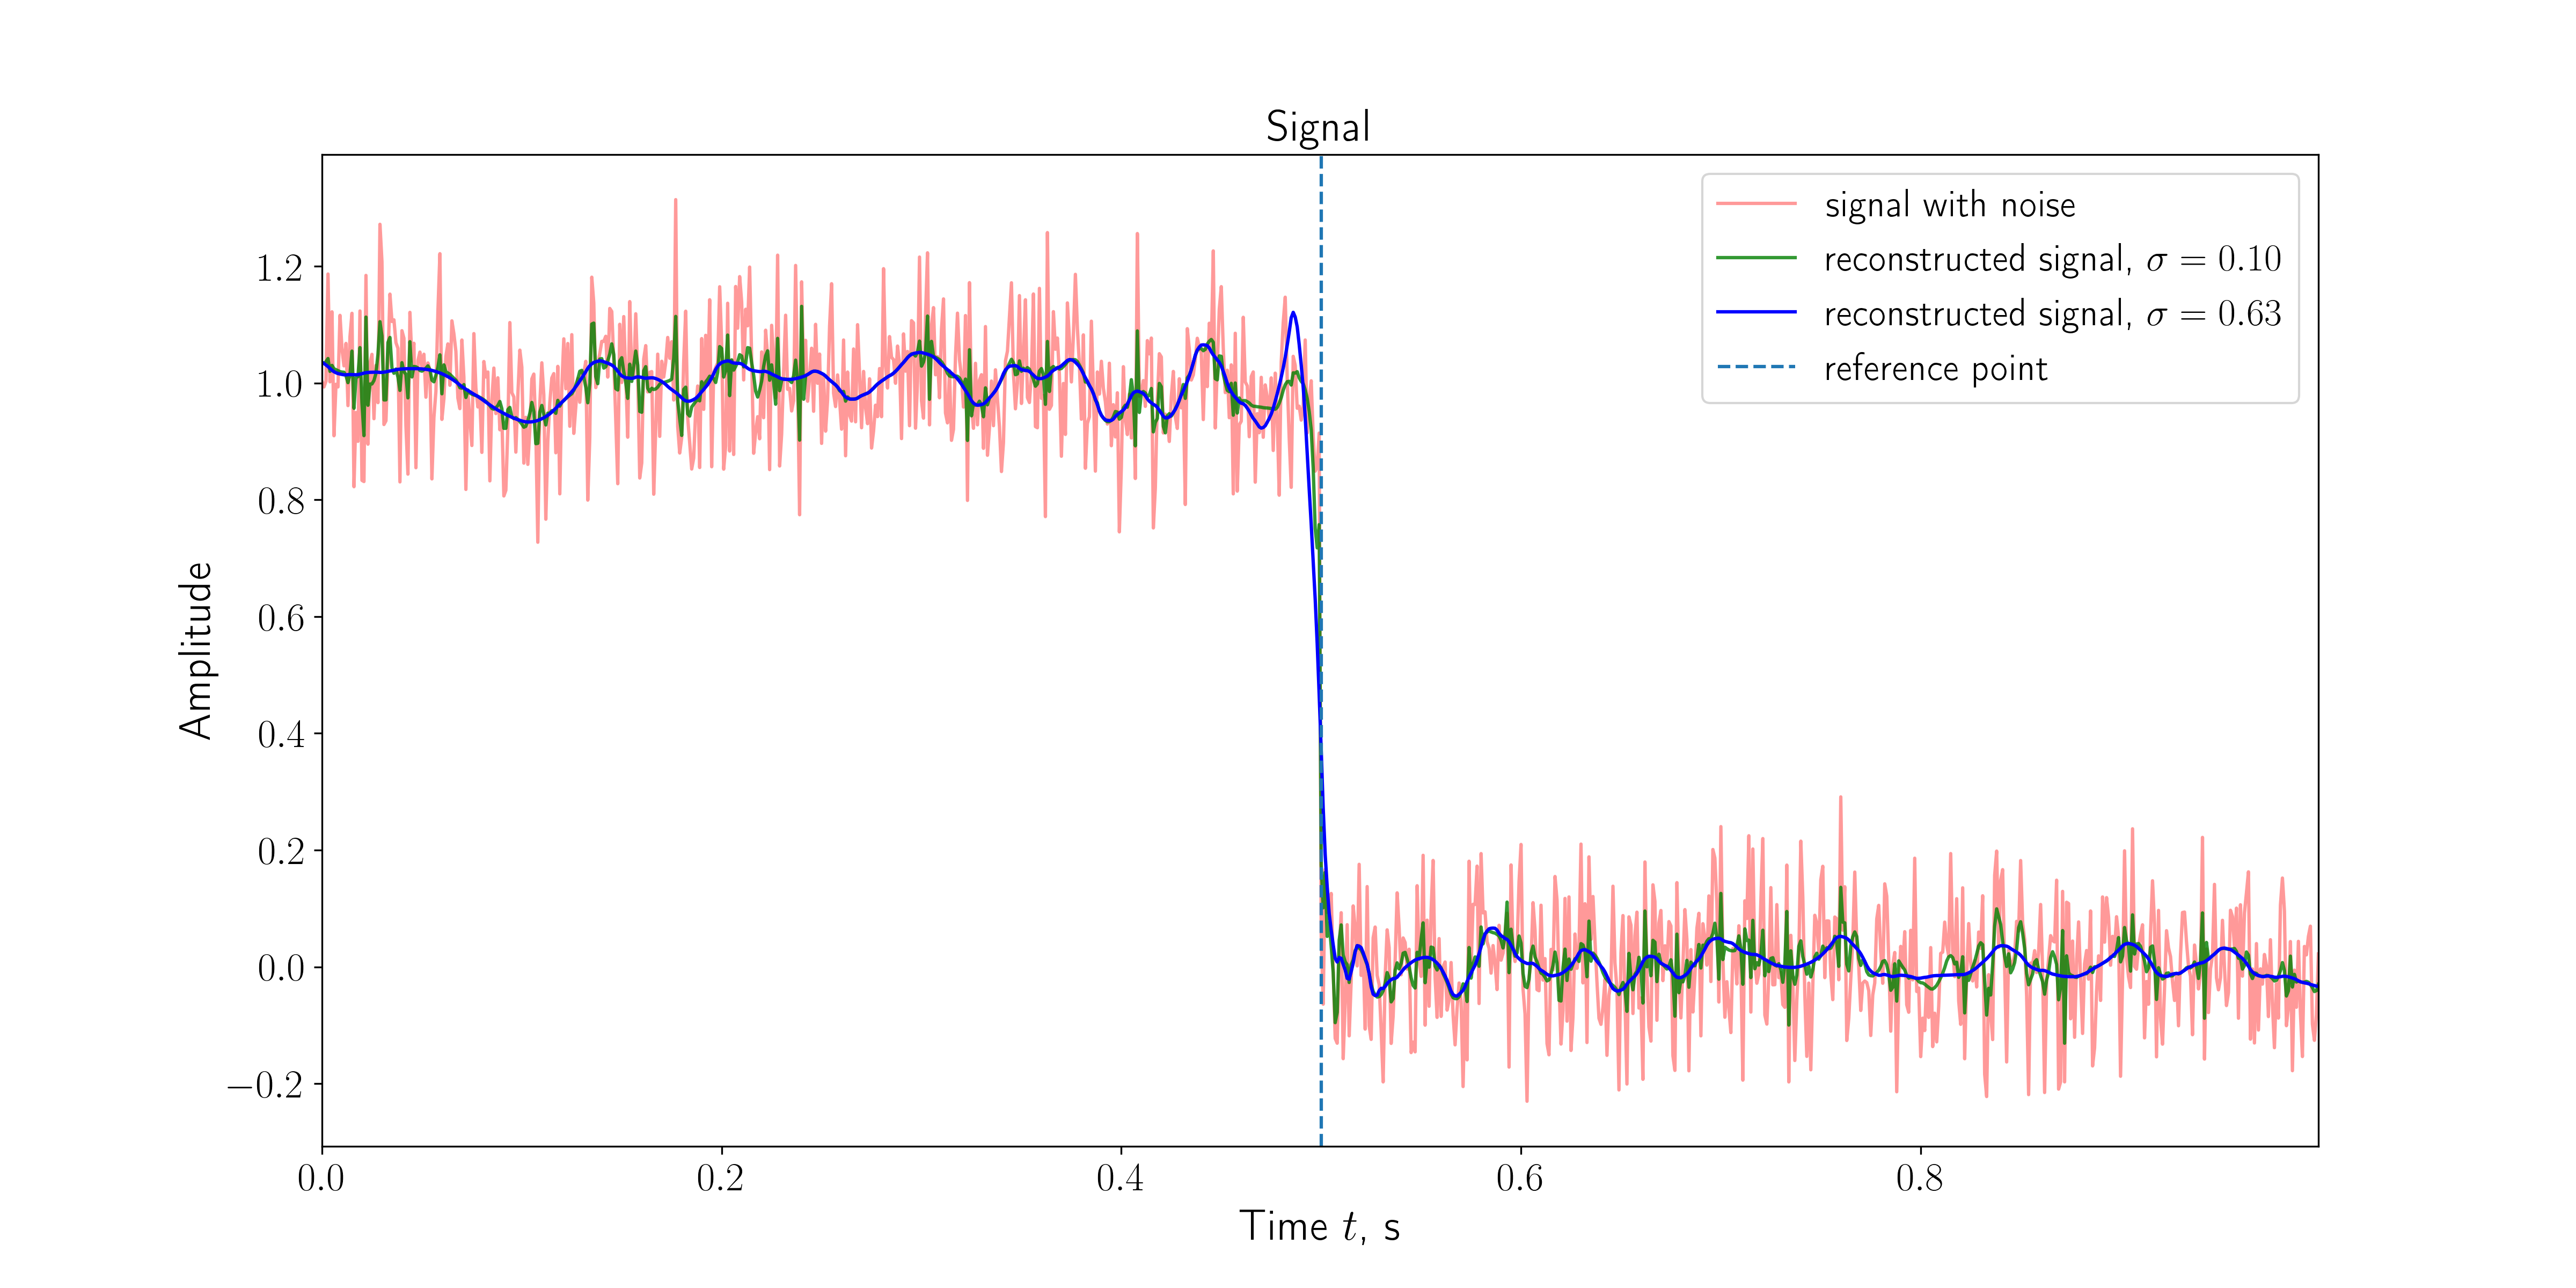 Signal
signal with noise
reconstructed signal, σ = 0.10
reconstructed signal, σ = 0.63
reference point
Amplitude
1.2
1.0
0.8
0.6
0.4
0.2
0.0
−0.2
0.0 0.2 0.4 0.6 0.8
Time t, s